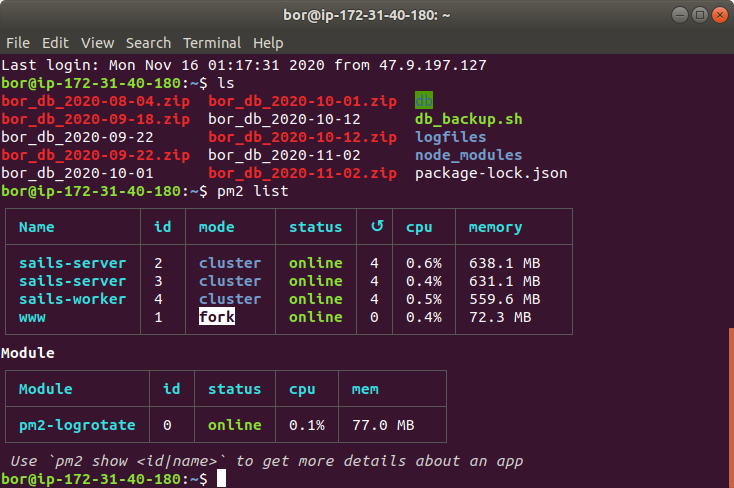 bor@ip-172-31-40-180: ~
File Edit View Search Terminal Help
Last login: Mon Nov 16 01:17:31 2020 from 47.9.197.127
bor@ip-172-31-40-180:~$ ls
bor_db_2020-08-04.zip bor_db_2020-10-01.zip db
bor_db_2020-09-18.zip bor_db_2020-10-12 db_backup.sh
bor_db_2020-09-22 bor_db_2020-10-12.zip logfiles
bor_db_2020-09-22.zip bor_db_2020-11-02 node_modules
bor_db_2020-10-01 bor_db_2020-11-02.zip package-lock.json
bor@ip-172-31-40-180:~$ pm2 list
Name id mode status ↺ cpu memory
sails-server 2 cluster online 4 0.6% 638.1 MB
sails-server 3 cluster online 4 0.4% 631.1 MB
sails-worker 4 cluster online 4 0.5% 559.6 MB
www 1 fork online 0 0.4% 72.3 MB
Module
Module id status cpu mem
pm2-logrotate 0 online 0.1% 77.0 MB
Use `pm2 show <id|name>` to get more details about an app
bor@ip-172-31-40-180:~$